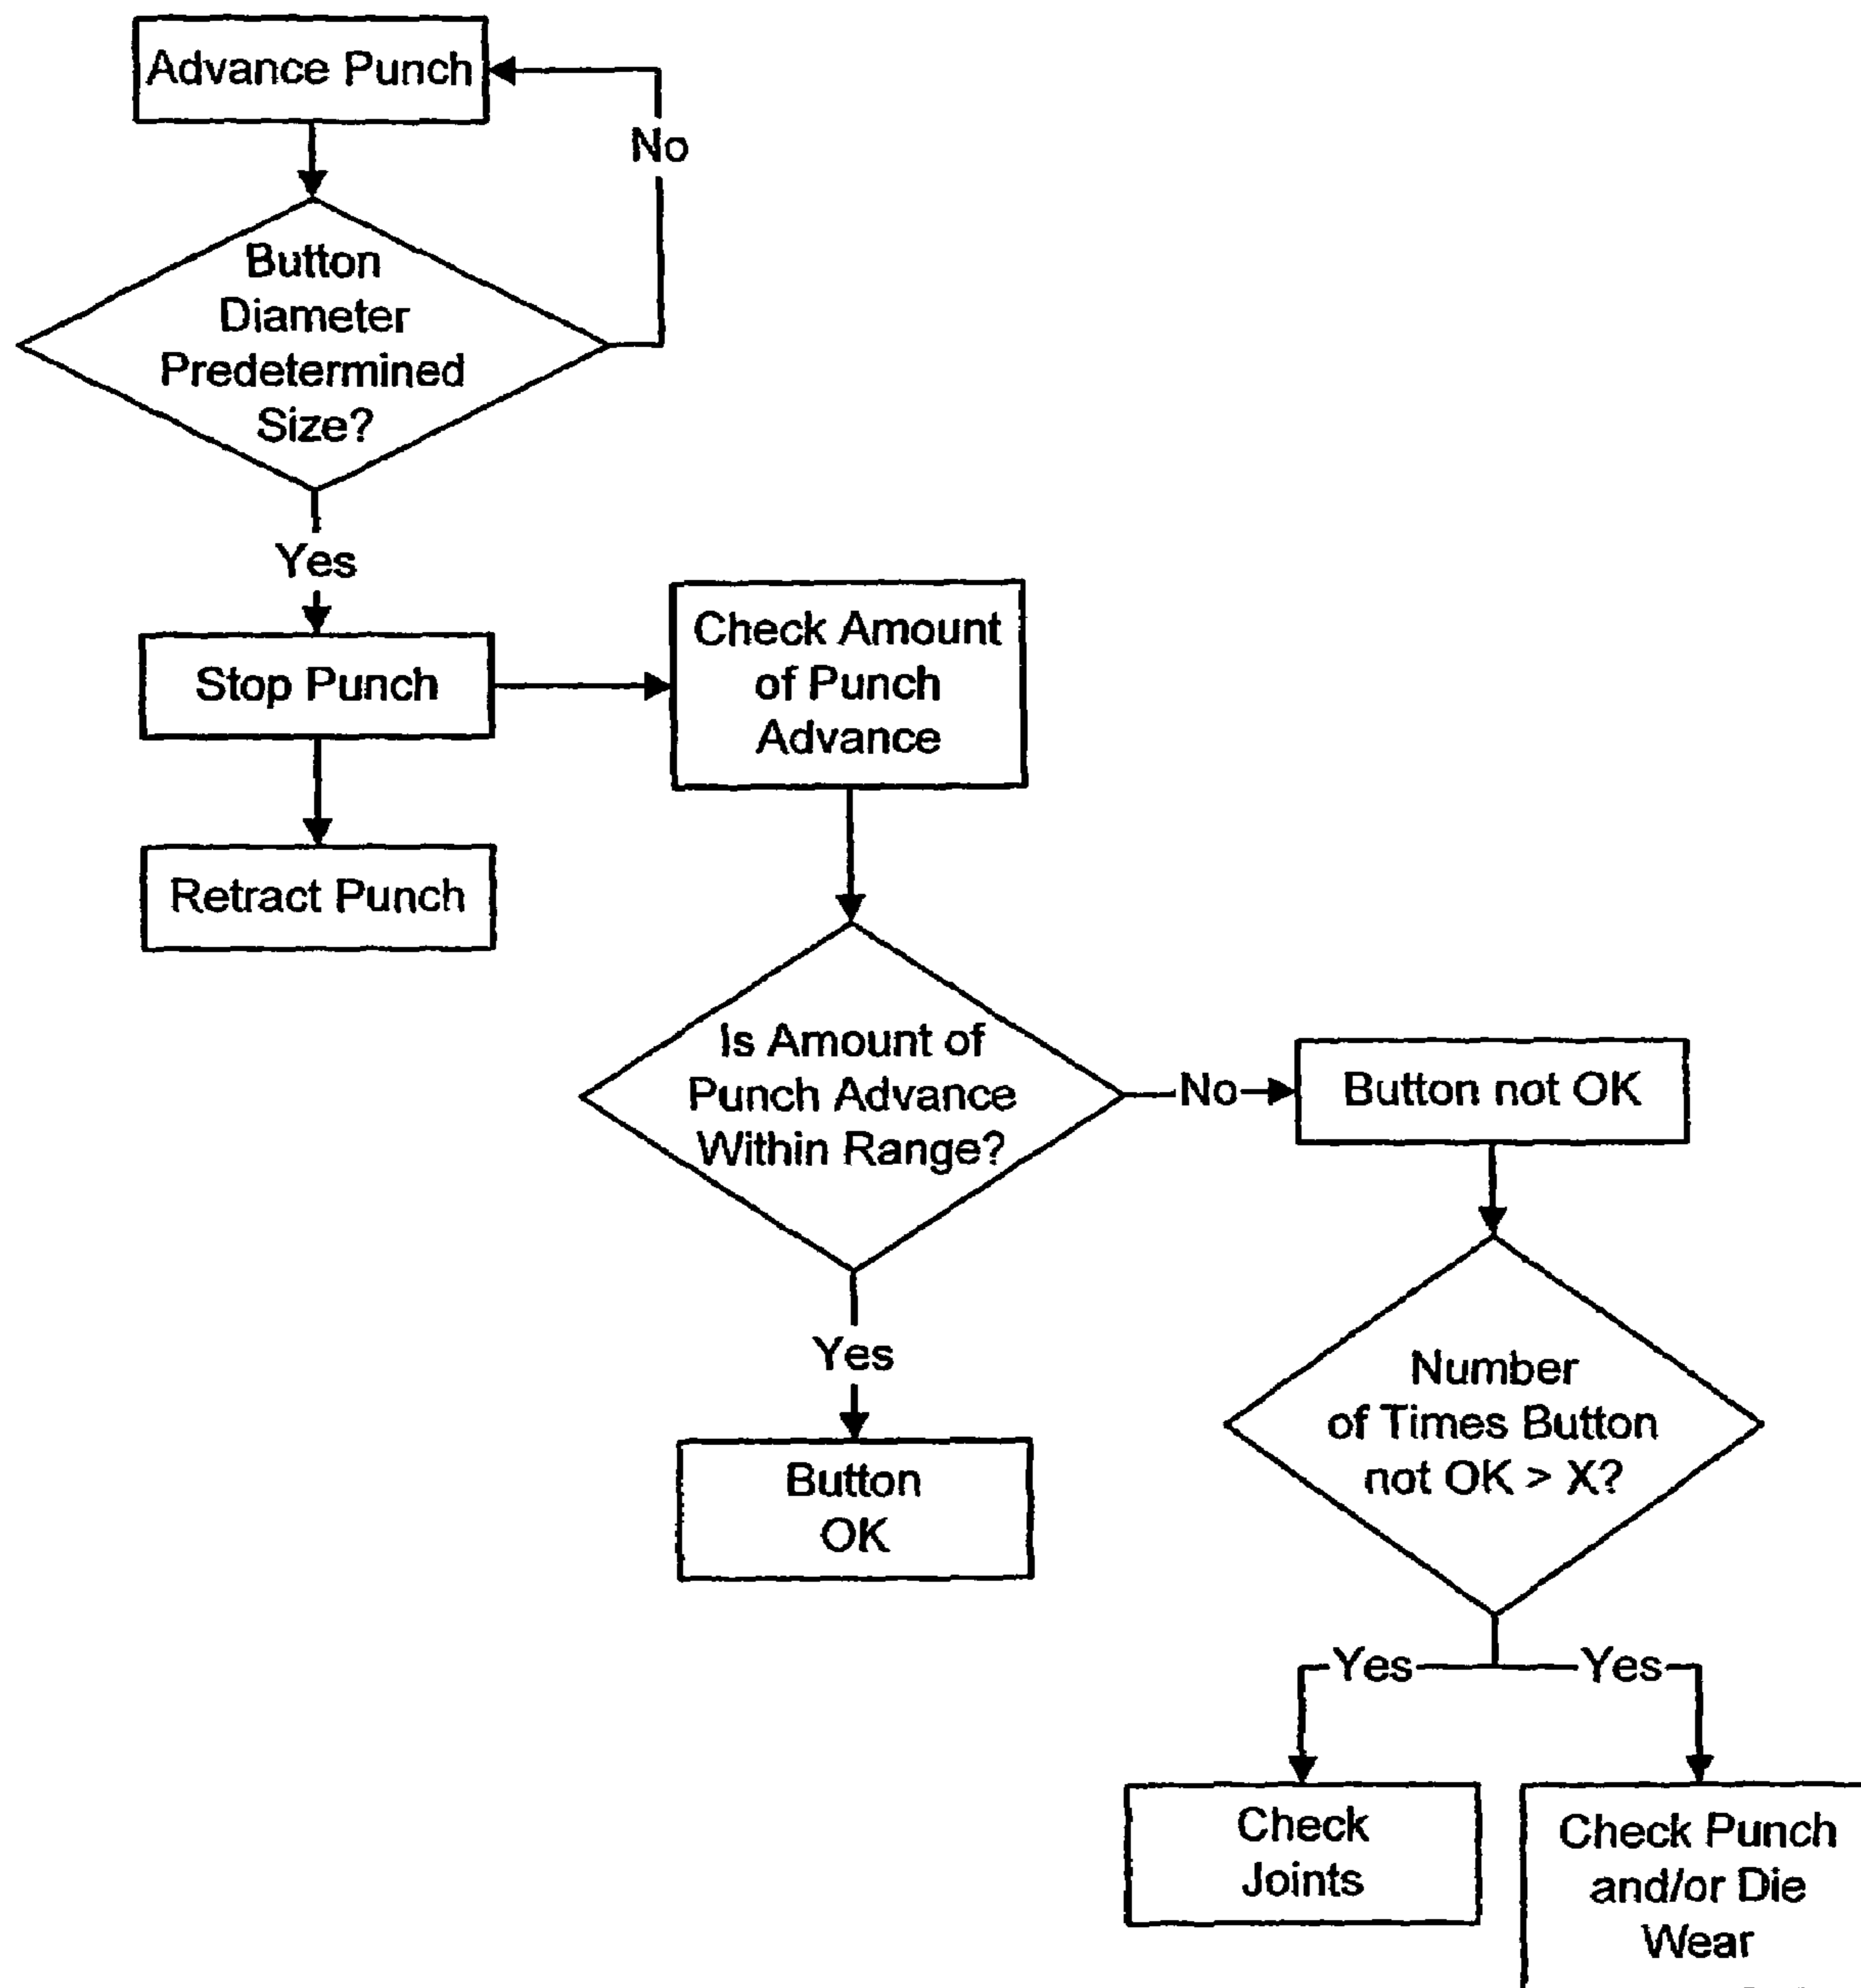 Advance Punch
No
Button
Diameter
Predetermined
Size?
Yes
Stop Punch
Check Amount
of Punch
Advance
Retract Punch
Is Amount of
Punch Advance
Within Range?
No
Button not OK
Yes
Button
OK
Number
of Times Button
not OK > X?
Yes
Yes
Check
Joints
Check Punch
and/or Die
Wear